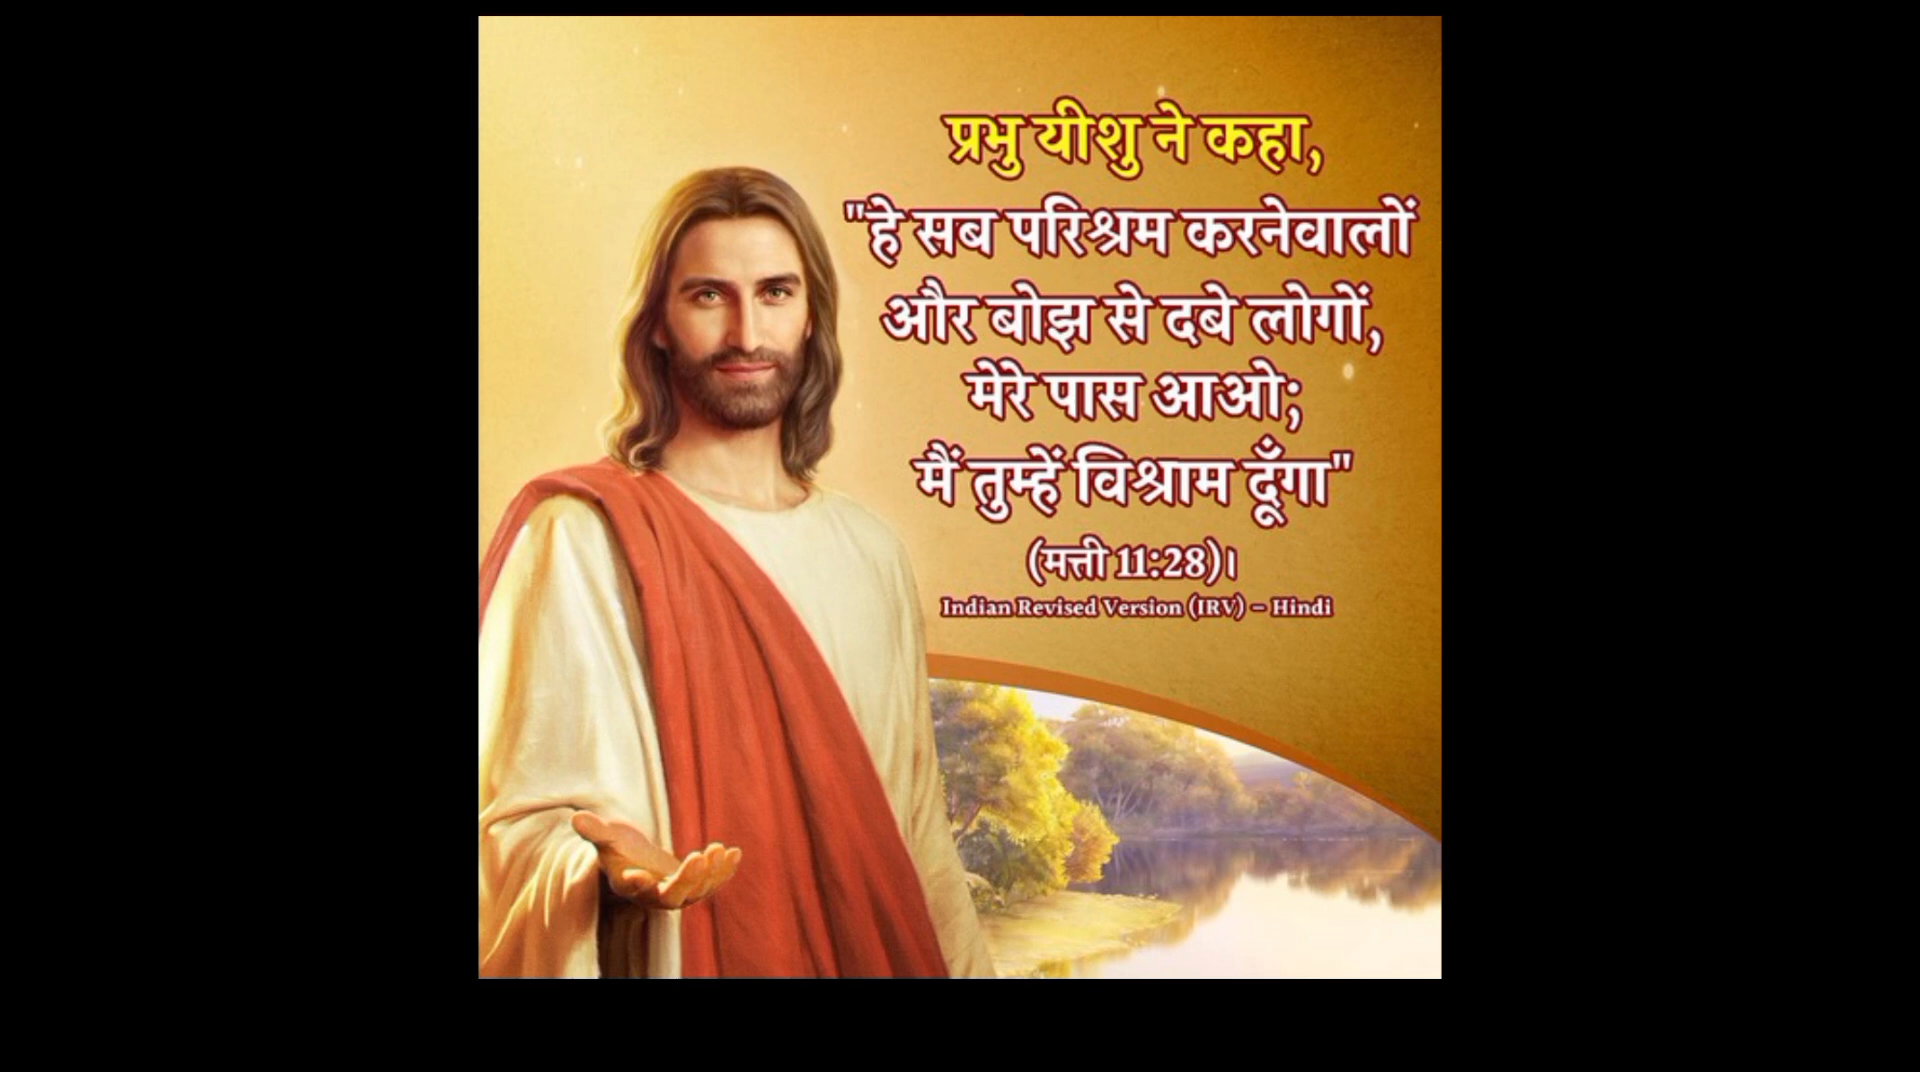 प्रभु यीशु ने कहा,
"हे सब परिश्रम करनेवालों
और बोझ से दबे लोगों,
मेरे पास आओ;
मैं तुम्हें विश्राम दूँगा"
(मत्ती 11:28)।
Indian Revised Version (IRV) – Hindi